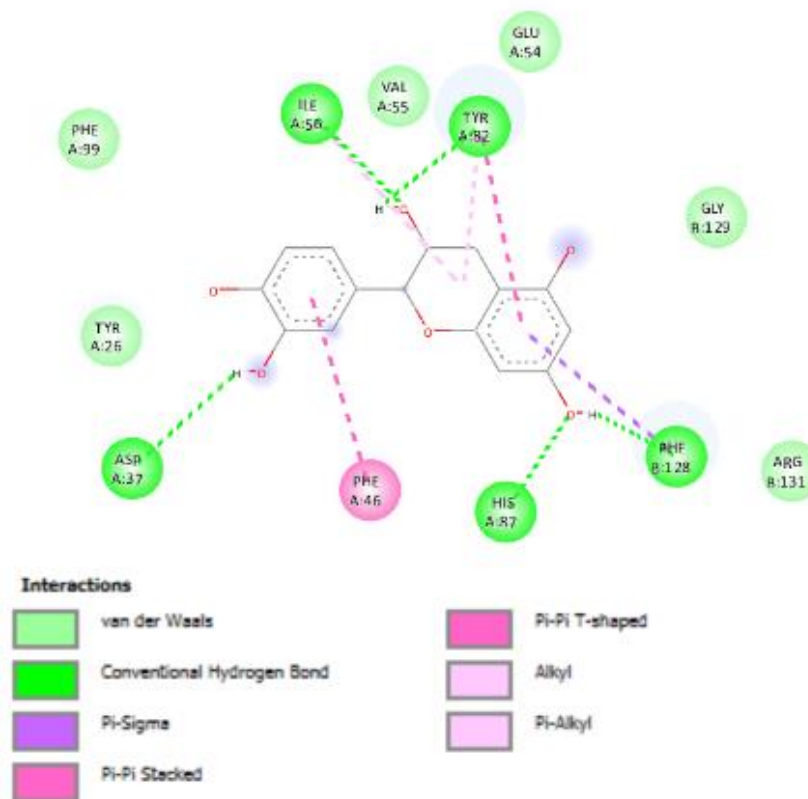 GLU
A:54
VAL
A:55
ILE
A:56
TYR
A:82
PHE
A:99
GLY
B:129
H
O
O
O
TYR
A:26
O
H
O
O
H
ASP
A:37
PHE
A:46
HIS
A:87
PHE
B:128
ARG
B:131
Interactions
van der Waals
Pi-Pi T-shaped
Conventional Hydrogen Bond
Alkyl
Pi-Sigma
Pi-Alkyl
Pi-Pi Stacked